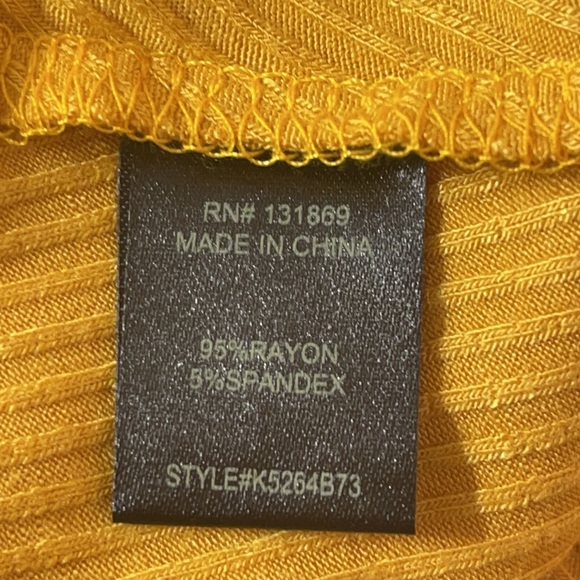 RN# 131869
MADE IN CHINA
95%RAYON
5%SPANDEX
STYLE#K5264B73